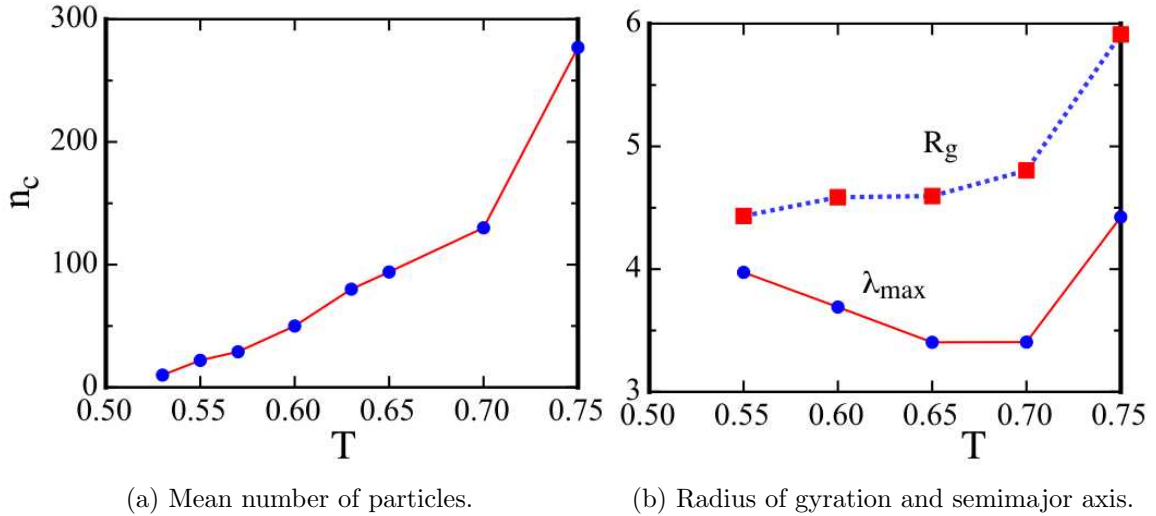 300
200
100
0
n_c
0.50 0.55 0.60 0.65 0.70 0.75
T
(a) Mean number of particles.
6
5
4
3
R_g
λ_max
0.50 0.55 0.60 0.65 0.70 0.75
T
(b) Radius of gyration and semimajor axis.